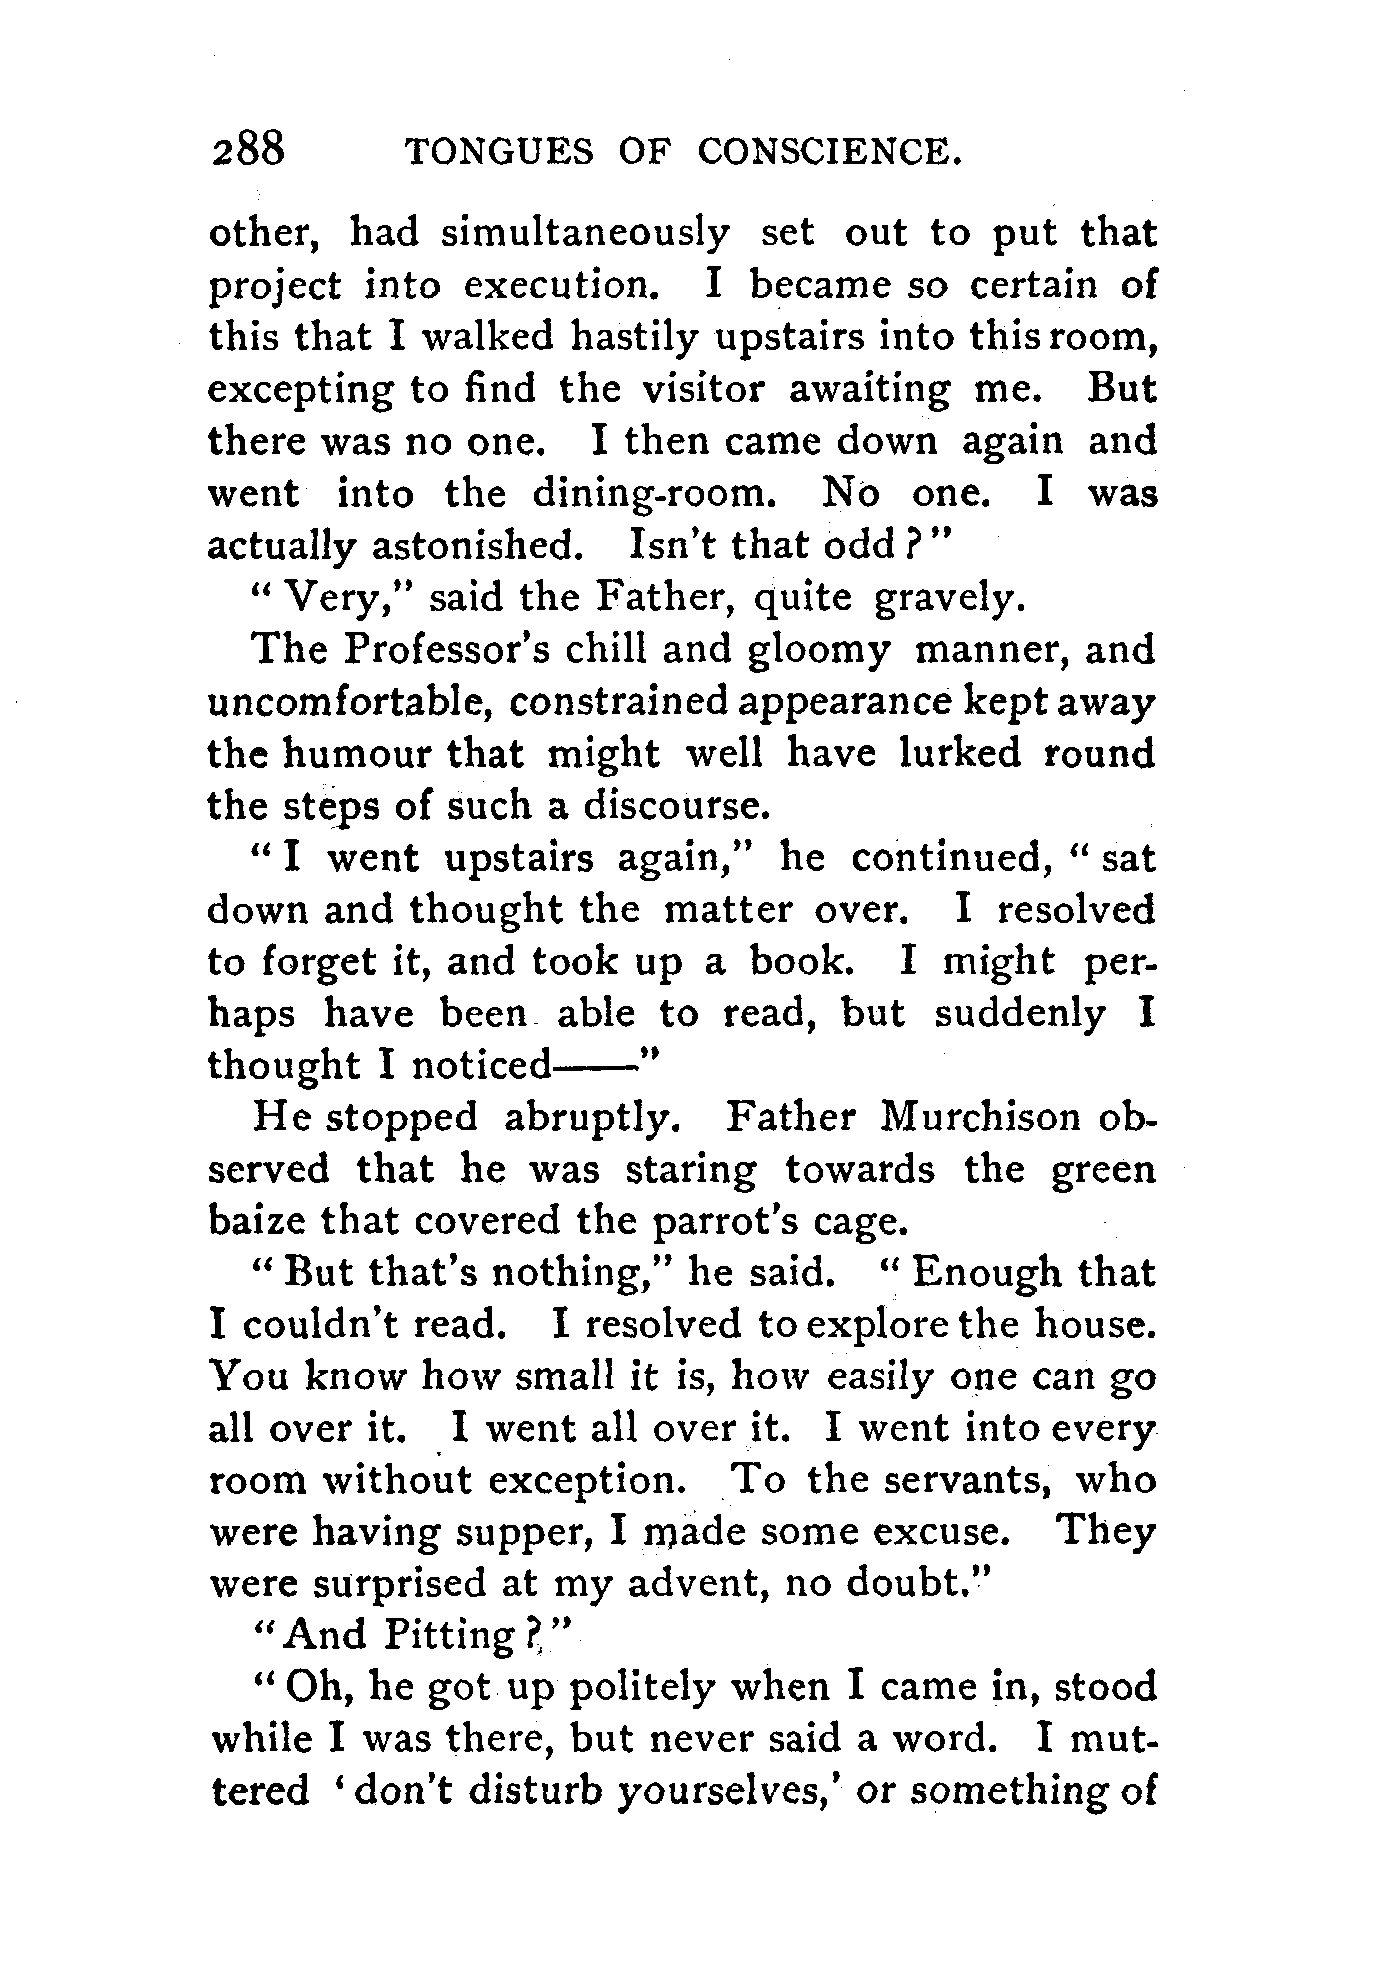 288 TONGUES OF CONSCIENCE.
other, had simultaneously set out to put that
project into execution. I became so certain of
this that I walked hastily upstairs into this room,
excepting to find the visitor awaiting me. But
there was no one. I then came down again and
went into the dining-room. No one. I was
actually astonished. Isn't that odd?"
"Very," said the Father, quite gravely.
The Professor's chill and gloomy manner, and
uncomfortable, constrained appearance kept away
the humour that might well have lurked round
the steps of such a discourse.
"I went upstairs again," he continued, "sat
down and thought the matter over. I resolved
to forget it, and took up a book. I might per-
haps have been able to read, but suddenly I
thought I noticed——"
He stopped abruptly. Father Murchison ob-
served that he was staring towards the green
baize that covered the parrot's cage.
"But that's nothing," he said. "Enough that
I couldn't read. I resolved to explore the house.
You know how small it is, how easily one can go
all over it. I went all over it. I went into every
room without exception. To the servants, who
were having supper, I made some excuse. They
were surprised at my advent, no doubt."
"And Pitting?"
"Oh, he got up politely when I came in, stood
while I was there, but never said a word. I mut-
tered 'don't disturb yourselves,' or something of